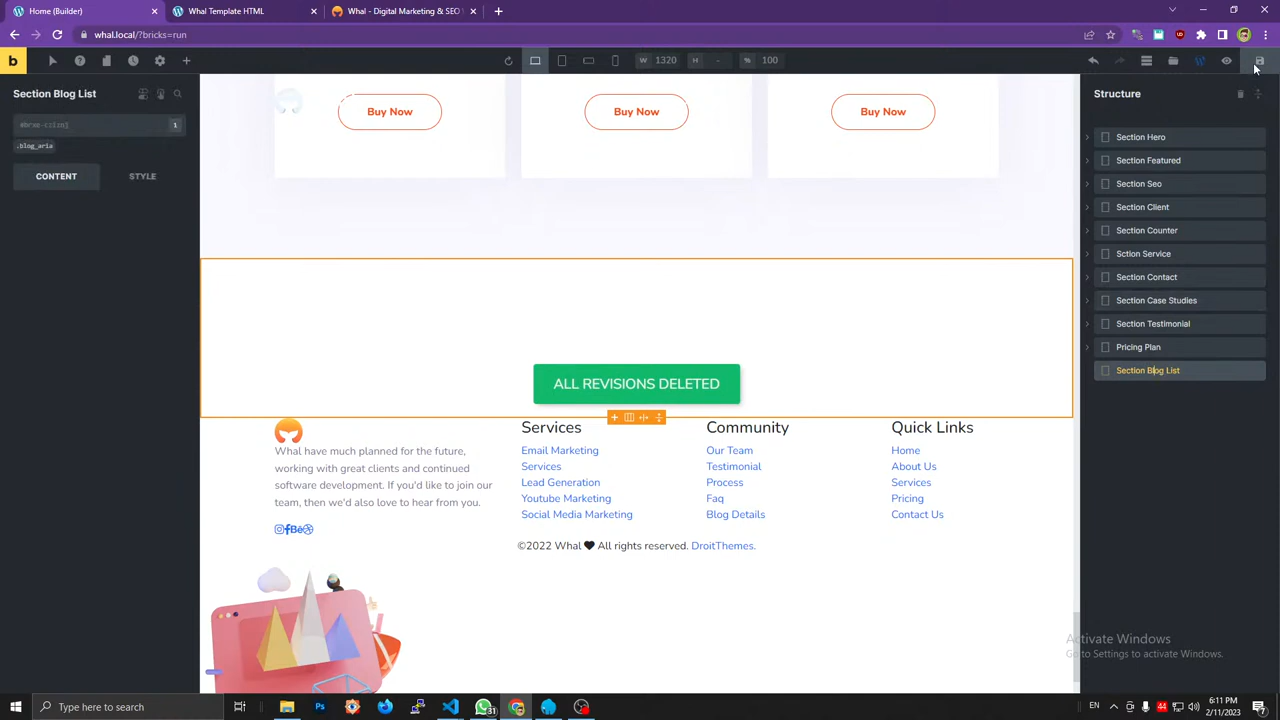 Home (Builder)
What Template HTML
Whal - Digital Marketing & SEO
whal.local/?bricks=run
b
W 1320 H - % 100
Section Blog List
1
.blog_aria
CONTENT
STYLE
Buy Now
Buy Now
Buy Now
ALL REVISIONS DELETED
Whal have much planned for the future,
working with great clients and continued
software development. If you'd like to join our
team, then we'd also love to hear from you.
Services
Email Marketing
Services
Lead Generation
Youtube Marketing
Social Media Marketing
Community
Our Team
Testimonial
Process
Faq
Blog Details
Quick Links
Home
About Us
Services
Pricing
Contact Us
©2022 Whal All rights reserved. DroitThemes.
Structure
Section Hero
Section Featured
Section Seo
Section Client
Section Counter
Sction Service
Section Contact
Section Case Studies
Section Testimonial
Pricing Plan
Section Blog List
Activate Windows
Go to Settings to activate Windows.
Type here to search
31
EN
44
6:11 PM
2/11/2023